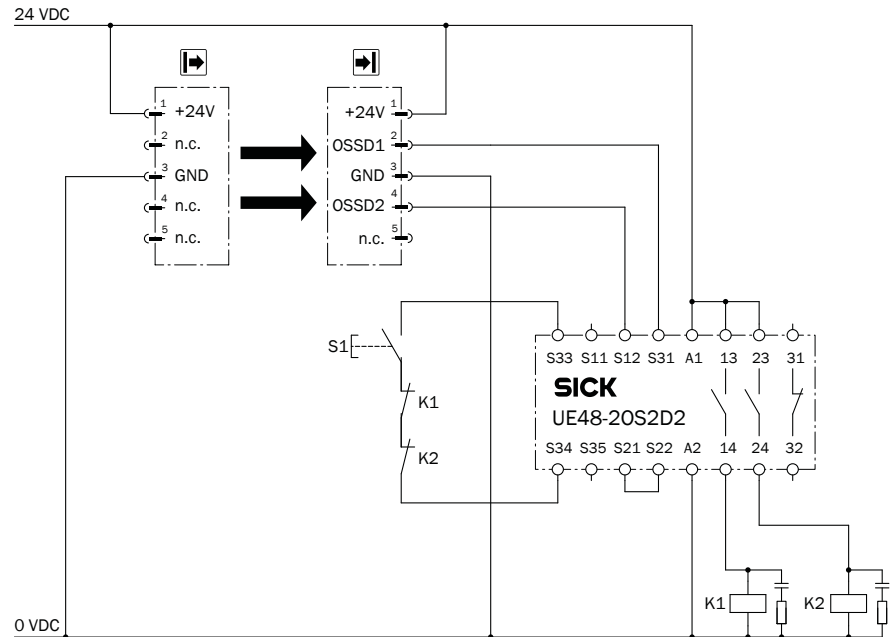 24 VDC
1 +24V
2 n.c.
3 GND
4 n.c.
5 n.c.
+24V 1
OSSD1 2
GND 3
OSSD2 4
n.c. 5
S1
K1
K2
S33 S11 S12 S31 A1 13 23 31
SICK
UE48-20S2D2
S34 S35 S21 S22 A2 14 24 32
K1 K2
0 VDC